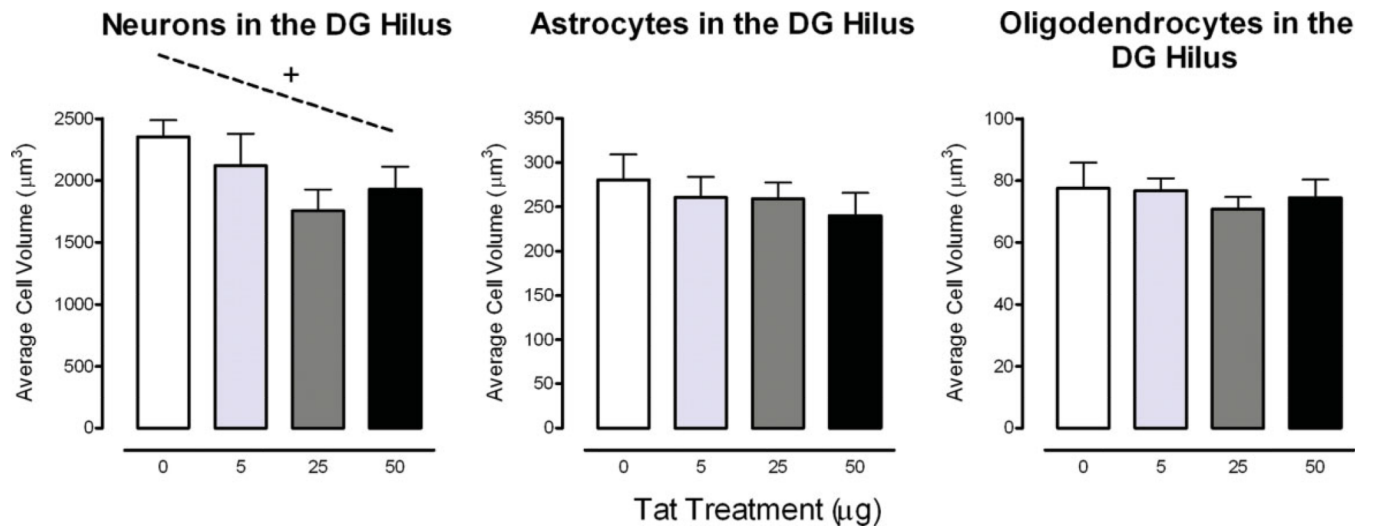 Neurons in the DG Hilus
+
Average Cell Volume (μm³)
2500
2000
1500
1000
500
0
0 5 25 50
Astrocytes in the DG Hilus
Average Cell Volume (μm³)
350
300
250
200
150
100
50
0
0 5 25 50
Oligodendrocytes in the
DG Hilus
Average Cell Volume (μm³)
100
80
60
40
20
0
0 5 25 50
Tat Treatment (μg)